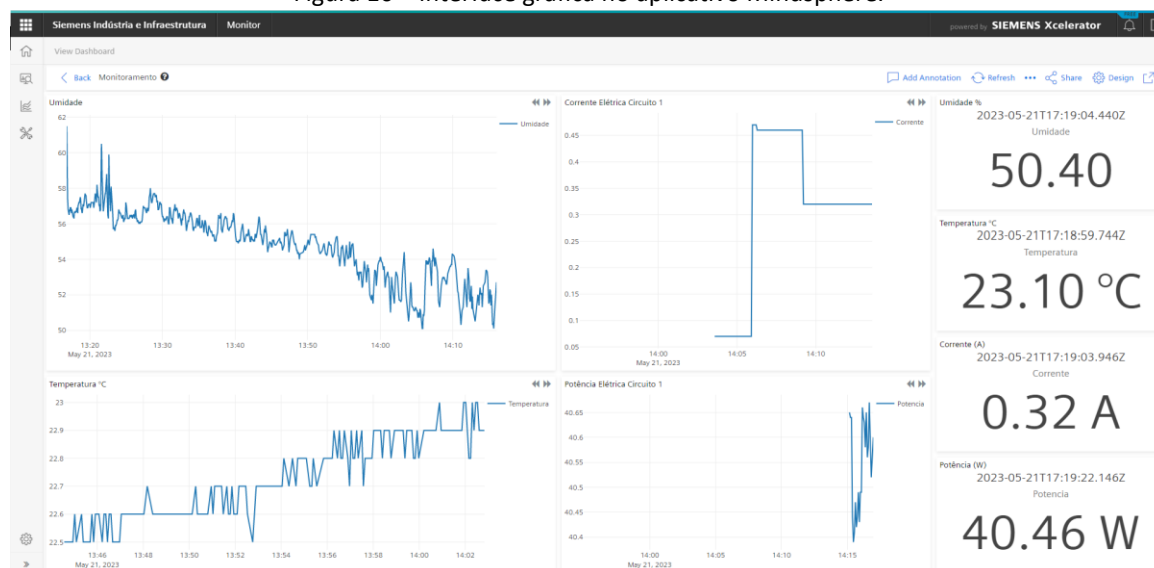 Figura 10 – Interface gráfica no aplicativo Mindsphere.
Siemens Indústria e Infraestrutura Monitor
powered by SIEMENS Xcelerator
View Dashboard
Back Monitoramento
Add Annotation Refresh Share Design
Umidade
Umidade
62
60
58
56
54
52
50
13:20 13:30 13:40 13:50 14:00 14:10
May 21, 2023
Corrente Elétrica Circuito 1
Corrente
0.45
0.4
0.35
0.3
0.25
0.2
0.15
0.1
0.05
14:00 14:05 14:10
May 21, 2023
Umidade %
2023-05-21T17:19:04.440Z
Umidade
50.40
Temperatura °C
2023-05-21T17:18:59.744Z
Temperatura
23.10 °C
Corrente (A)
2023-05-21T17:19:03.946Z
Corrente
0.32 A
Temperatura °C
Temperatura
23
22.9
22.8
22.7
22.6
22.5
13:46 13:48 13:50 13:52 13:54 13:56 13:58 14:00 14:02
May 21, 2023
Potência Elétrica Circuito 1
Potencia
40.65
40.6
40.55
40.5
40.45
40.4
14:00 14:05 14:10 14:15
May 21, 2023
Potência (W)
2023-05-21T17:19:22.146Z
Potencia
40.46 W